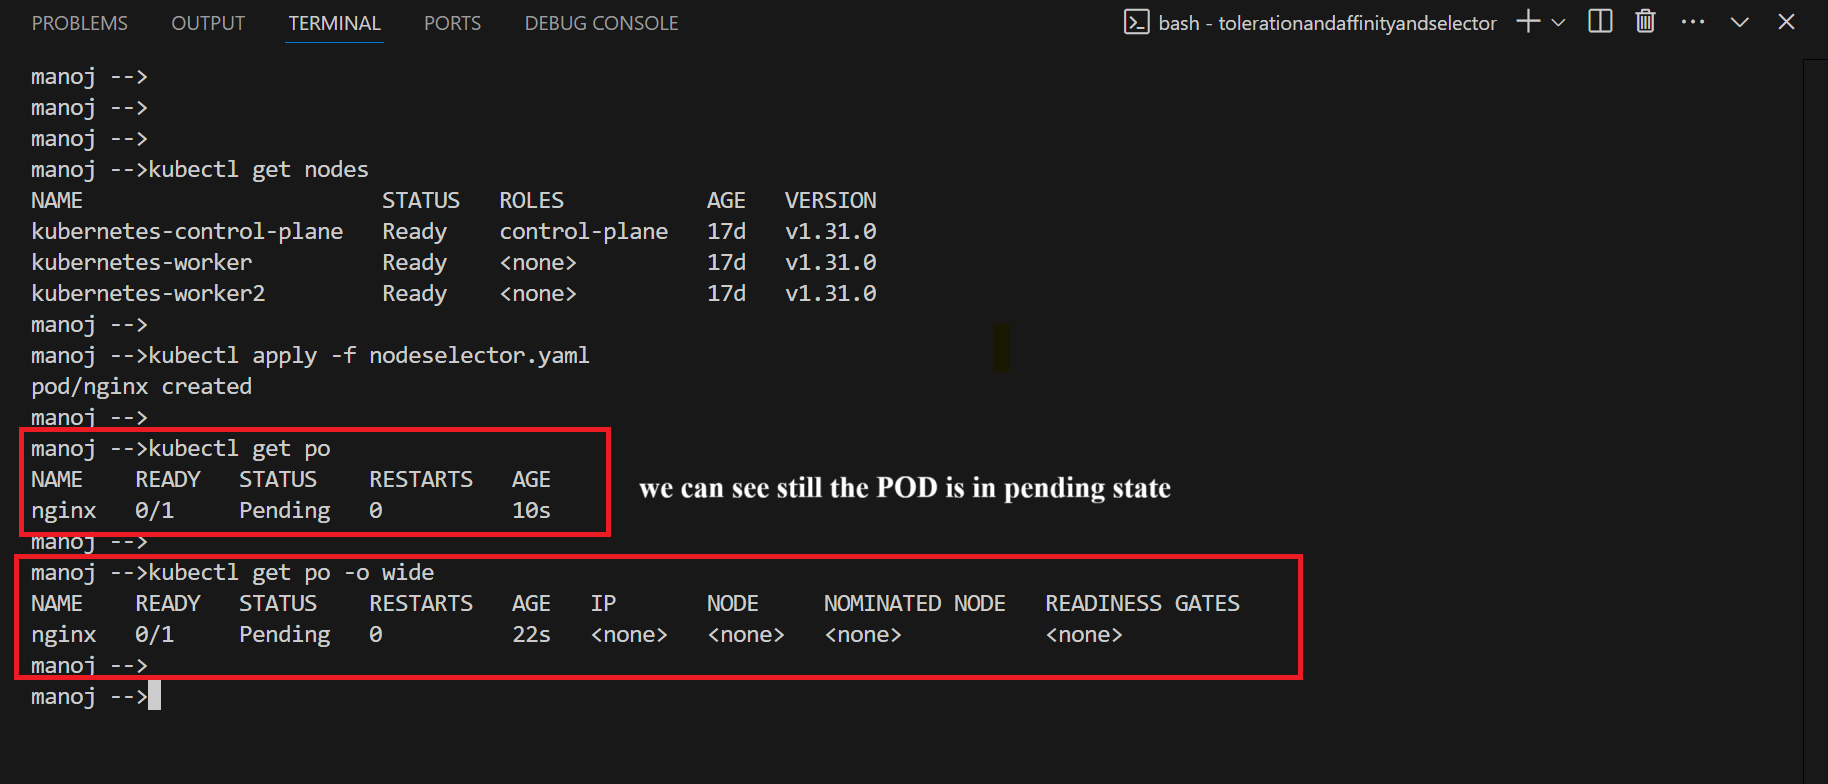 PROBLEMS OUTPUT TERMINAL PORTS DEBUG CONSOLE bash - tolerationandaffinityandselector
manoj -->
manoj -->
manoj -->
manoj -->kubectl get nodes
NAME STATUS ROLES AGE VERSION
kubernetes-control-plane Ready control-plane 17d v1.31.0
kubernetes-worker Ready <none> 17d v1.31.0
kubernetes-worker2 Ready <none> 17d v1.31.0
manoj -->
manoj -->kubectl apply -f nodeselector.yaml
pod/nginx created
manoj -->
manoj -->kubectl get po
NAME READY STATUS RESTARTS AGE
nginx 0/1 Pending 0 10s
we can see still the POD is in pending state
manoj -->
manoj -->kubectl get po -o wide
NAME READY STATUS RESTARTS AGE IP NODE NOMINATED NODE READINESS GATES
nginx 0/1 Pending 0 22s <none> <none> <none> <none>
manoj -->
manoj -->